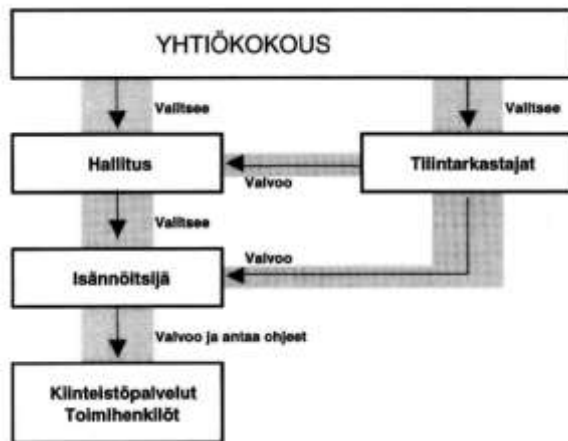 YHTIÖKOKOUS
Valitsee
Valitsee
Hallitus
Tilintarkastajat
Valvoo
Valitsee
Valvoo
Isännöitsijä
Valvoo ja antaa ohjeet
Kiinteistöpalvelut
Toimihenkilöt